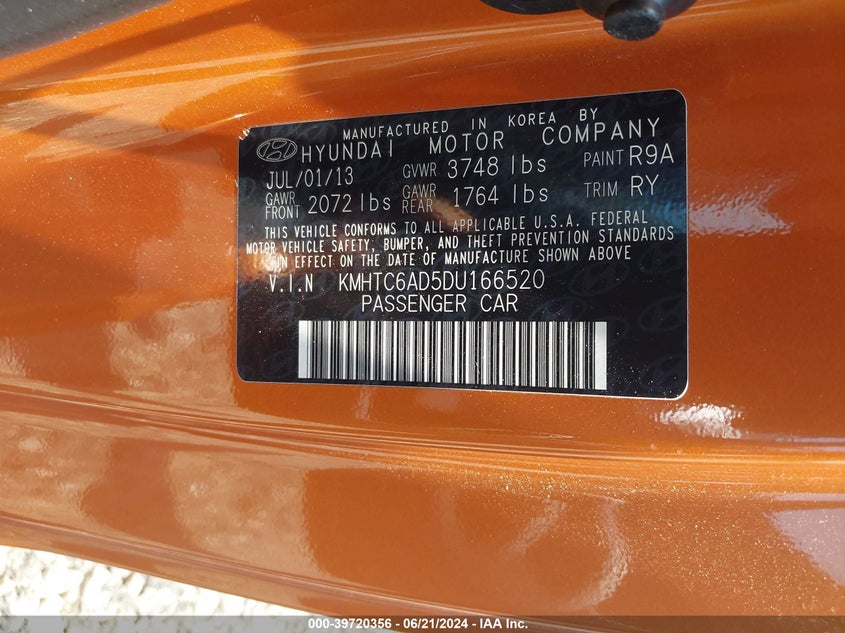 MANUFACTURED IN KOREA BY
HYUNDAI MOTOR COMPANY
JUL/01/13 GVWR 3748 lbs PAINT R9A
GAWR FRONT 2072 lbs GAWR REAR 1764 lbs TRIM RY
THIS VEHICLE CONFORMS TO ALL APPLICABLE U.S.A. FEDERAL
MOTOR VEHICLE SAFETY, BUMPER, AND THEFT PREVENTION STANDARDS
IN EFFECT ON THE DATE OF MANUFACTURE SHOWN ABOVE
V.I.N KMHTC6AD5DU166520
PASSENGER CAR
000-39720356 - 06/21/2024 - IAA Inc.